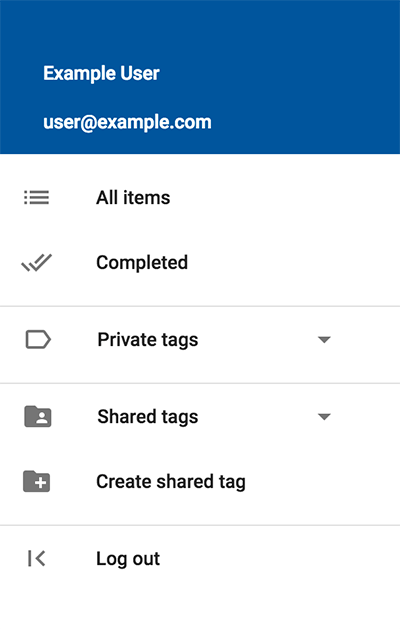 Example User
user@example.com
All items
Completed
Private tags
Shared tags
Create shared tag
Log out